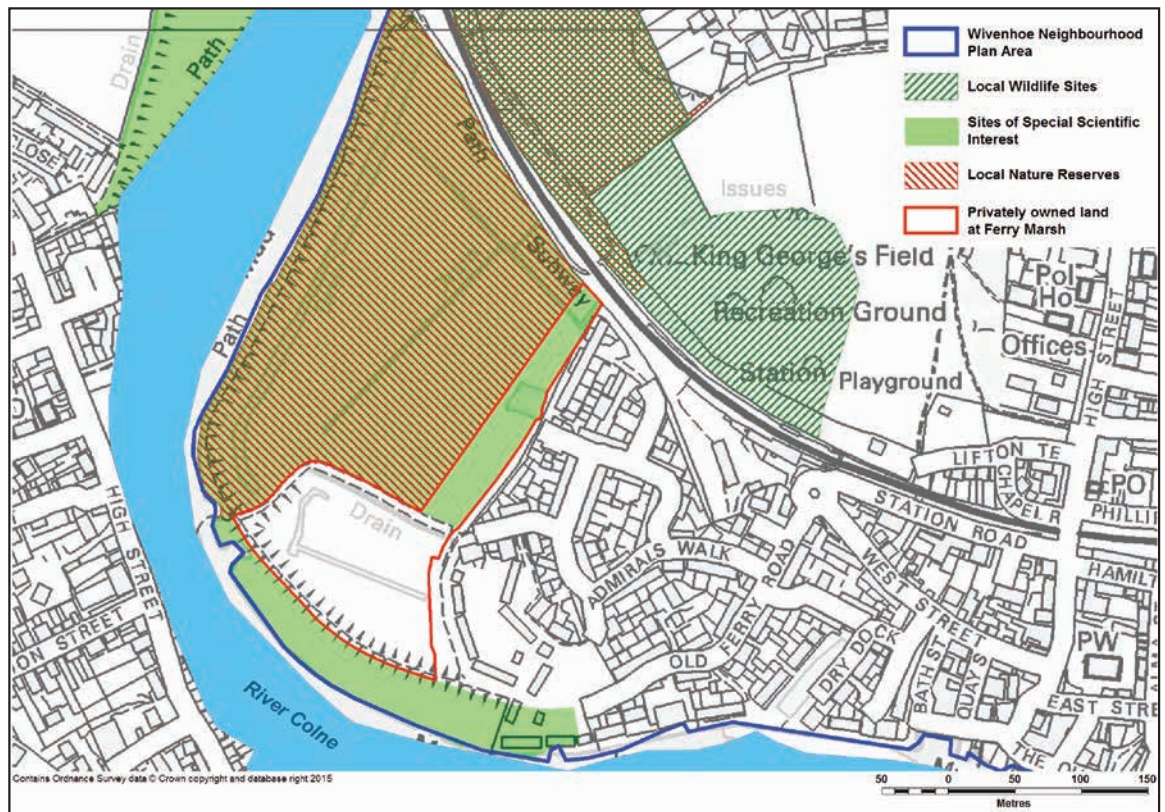 Wivenhoe Neighbourhood
Plan Area
Local Wildlife Sites
Sites of Special Scientific
Interest
Local Nature Reserves
Privately owned land
at Ferry Marsh
Drain
Path
CLOSE
Path
Subway
Issues
King George's Field
Recreation Ground
Station
Playground
Pol
Ho
Offices
HIGH STREET
Mud
Path
LIFTON TE
CHAPEL R
PO
STATION ROAD
PHILLI
HAMILT
Drain
HIGH STREET
ADMIRALS WALK
OLD FERRY ROAD
WEST STREET
DRY DOCK
BATH S
QUAY S
PW
EAST STRE
ON STREET
River Colne
Contains Ordnance Survey data © Crown copyright and database right 2015
50 0 50 100 150
Metres